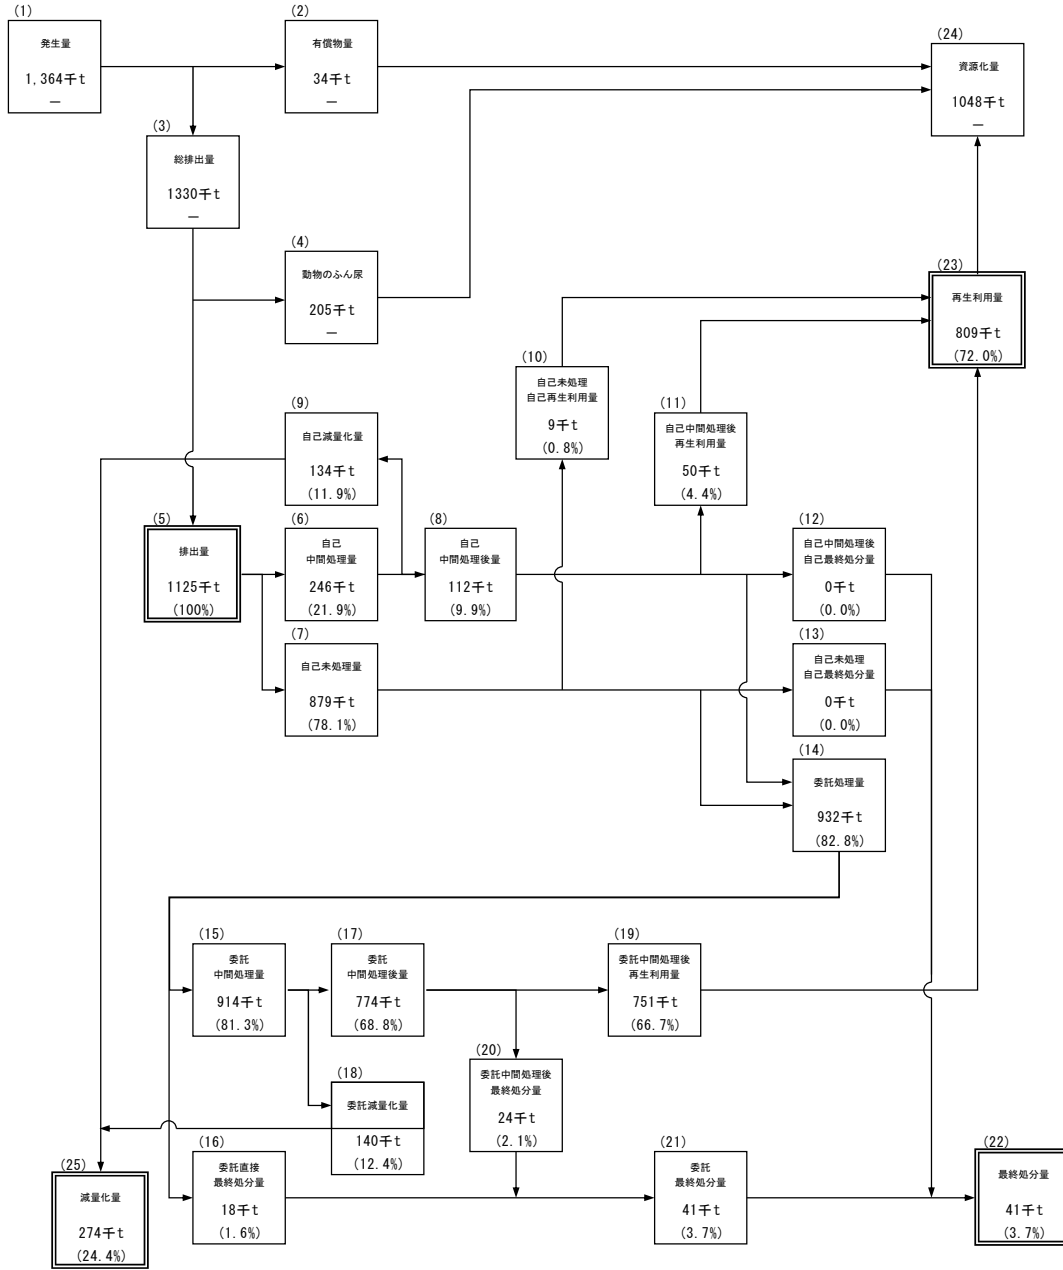 (1)
発生量
1,364千t
―
(2)
有償物量
34千t
―
(24)
資源化量
1048千t
―
(3)
総排出量
1330千t
―
(4)
動物のふん尿
205千t
―
(23)
再生利用量
809千t
(72.0%)
(10)
自己未処理
自己再生利用量
9千t
(0.8%)
(9)
自己減量化量
134千t
(11.9%)
(11)
自己中間処理後
再生利用量
50千t
(4.4%)
(5)
排出量
1125千t
(100%)
(6)
自己
中間処理量
246千t
(21.9%)
(8)
自己
中間処理後量
112千t
(9.9%)
(12)
自己中間処理後
自己最終処分量
0千t
(0.0%)
(7)
自己未処理量
879千t
(78.1%)
(13)
自己未処理
自己最終処分量
0千t
(0.0%)
(14)
委託処理量
932千t
(82.8%)
(15)
委託
中間処理量
914千t
(81.3%)
(17)
委託
中間処理後量
774千t
(68.8%)
(19)
委託中間処理後
再生利用量
751千t
(66.7%)
(20)
委託中間処理後
最終処分量
24千t
(2.1%)
(18)
委託減量化量
140千t
(12.4%)
(25)
減量化量
274千t
(24.4%)
(16)
委託直接
最終処分量
18千t
(1.6%)
(21)
委託
最終処分量
41千t
(3.7%)
(22)
最終処分量
41千t
(3.7%)